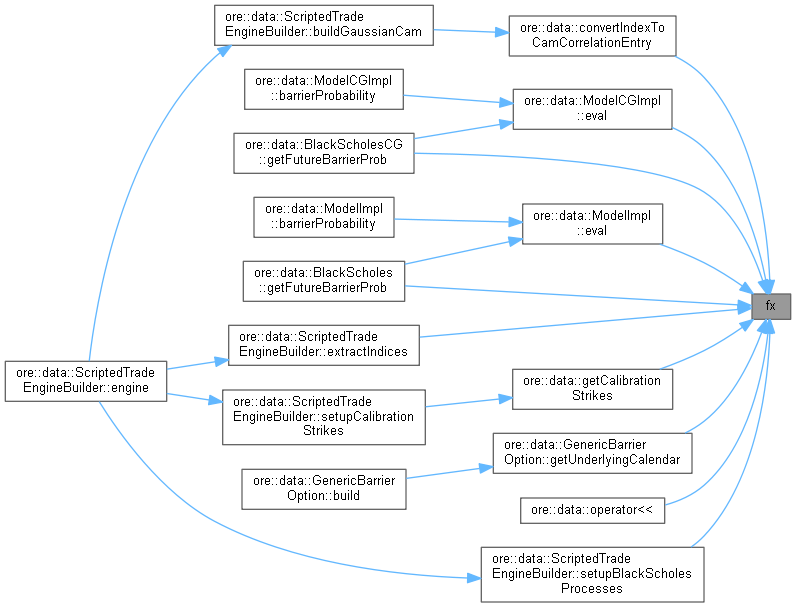 ore::data::ScriptedTrade
EngineBuilder::buildGaussianCam
ore::data::convertIndexTo
CamCorrelationEntry
ore::data::ModelCGImpl
::barrierProbability
ore::data::ModelCGImpl
::eval
ore::data::BlackScholesCG
::getFutureBarrierProb
ore::data::ModelImpl
::barrierProbability
ore::data::ModelImpl
::eval
ore::data::BlackScholes
::getFutureBarrierProb
fx
ore::data::ScriptedTrade
EngineBuilder::extractIndices
ore::data::ScriptedTrade
EngineBuilder::engine
ore::data::getCalibration
Strikes
ore::data::ScriptedTrade
EngineBuilder::setupCalibration
Strikes
ore::data::GenericBarrier
Option::getUnderlyingCalendar
ore::data::GenericBarrier
Option::build
ore::data::operator<<
ore::data::ScriptedTrade
EngineBuilder::setupBlackScholes
Processes